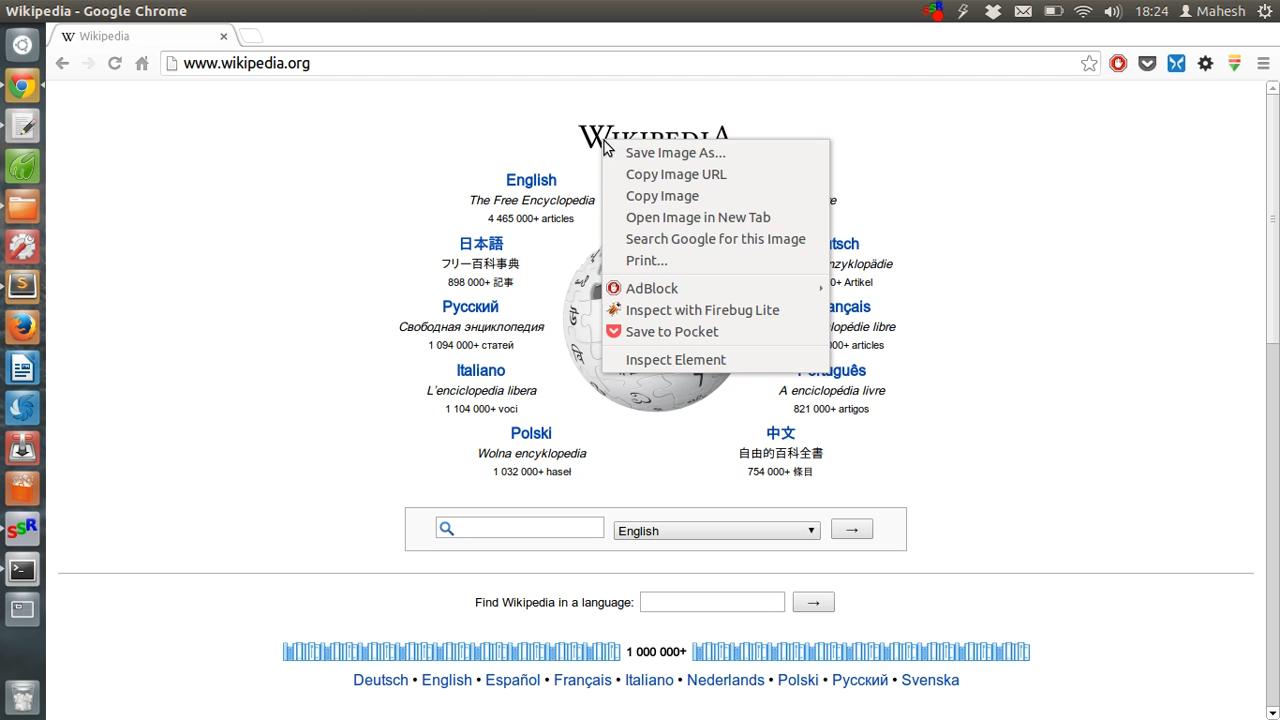 Wikipedia - Google Chrome
18:24 Mahesh
Wikipedia
www.wikipedia.org
WIKIPEDIA
Save Image As...
Copy Image URL
Copy Image
Open Image in New Tab
Search Google for this Image
Print...
AdBlock
Inspect with Firebug Lite
Save to Pocket
Inspect Element
English
The Free Encyclopedia
4 465 000+ articles
日本語
フリー百科事典
898 000+ 記事
Русский
Свободная энциклопедия
1 094 000+ статей
Italiano
L'enciclopedia libera
1 104 000+ voci
Português
A enciclopédia livre
821 000+ artigos
Polski
Wolna encyklopedia
1 032 000+ haseł
中文
自由的百科全書
754 000+ 條目
English
→
Find Wikipedia in a language: →
1 000 000+
Deutsch • English • Español • Français • Italiano • Nederlands • Polski • Русский • Svenska